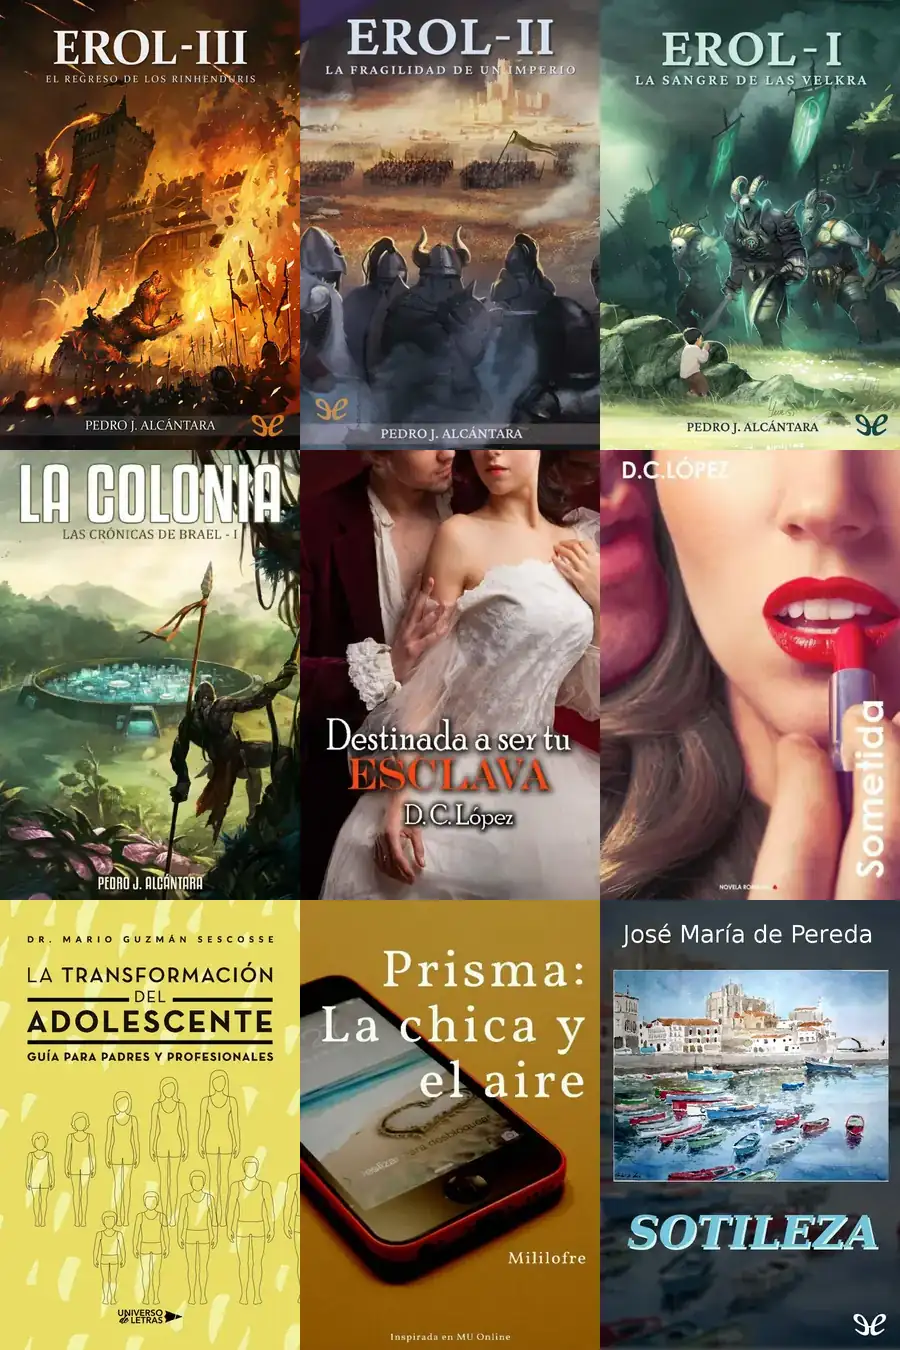 EROL-III
EL REGRESO DE LOS RINHENDURIS
PEDRO J. ALCÁNTARA
EROL-II
LA FRAGILIDAD DE UN IMPERIO
PEDRO J. ALCÁNTARA
EROL-I
LA SANGRE DE LAS VELKRA
PEDRO J. ALCÁNTARA
LA COLONIA
LAS CRÓNICAS DE BRAEL - I
PEDRO J. ALCÁNTARA
Destinada a ser tu
ESCLAVA
D. C. López
D.C. LÓPEZ
Sometida
NOVELA
DR. MARIO GUZMÁN SESCOSSE
LA TRANSFORMACIÓN
DEL
ADOLESCENTE
GUÍA PARA PADRES Y PROFESIONALES
UNIVERSO
de LETRAS
Prisma:
La chica y
el aire
Mililofre
Inspirada en MU Online
José María de Pereda
SOTILEZA